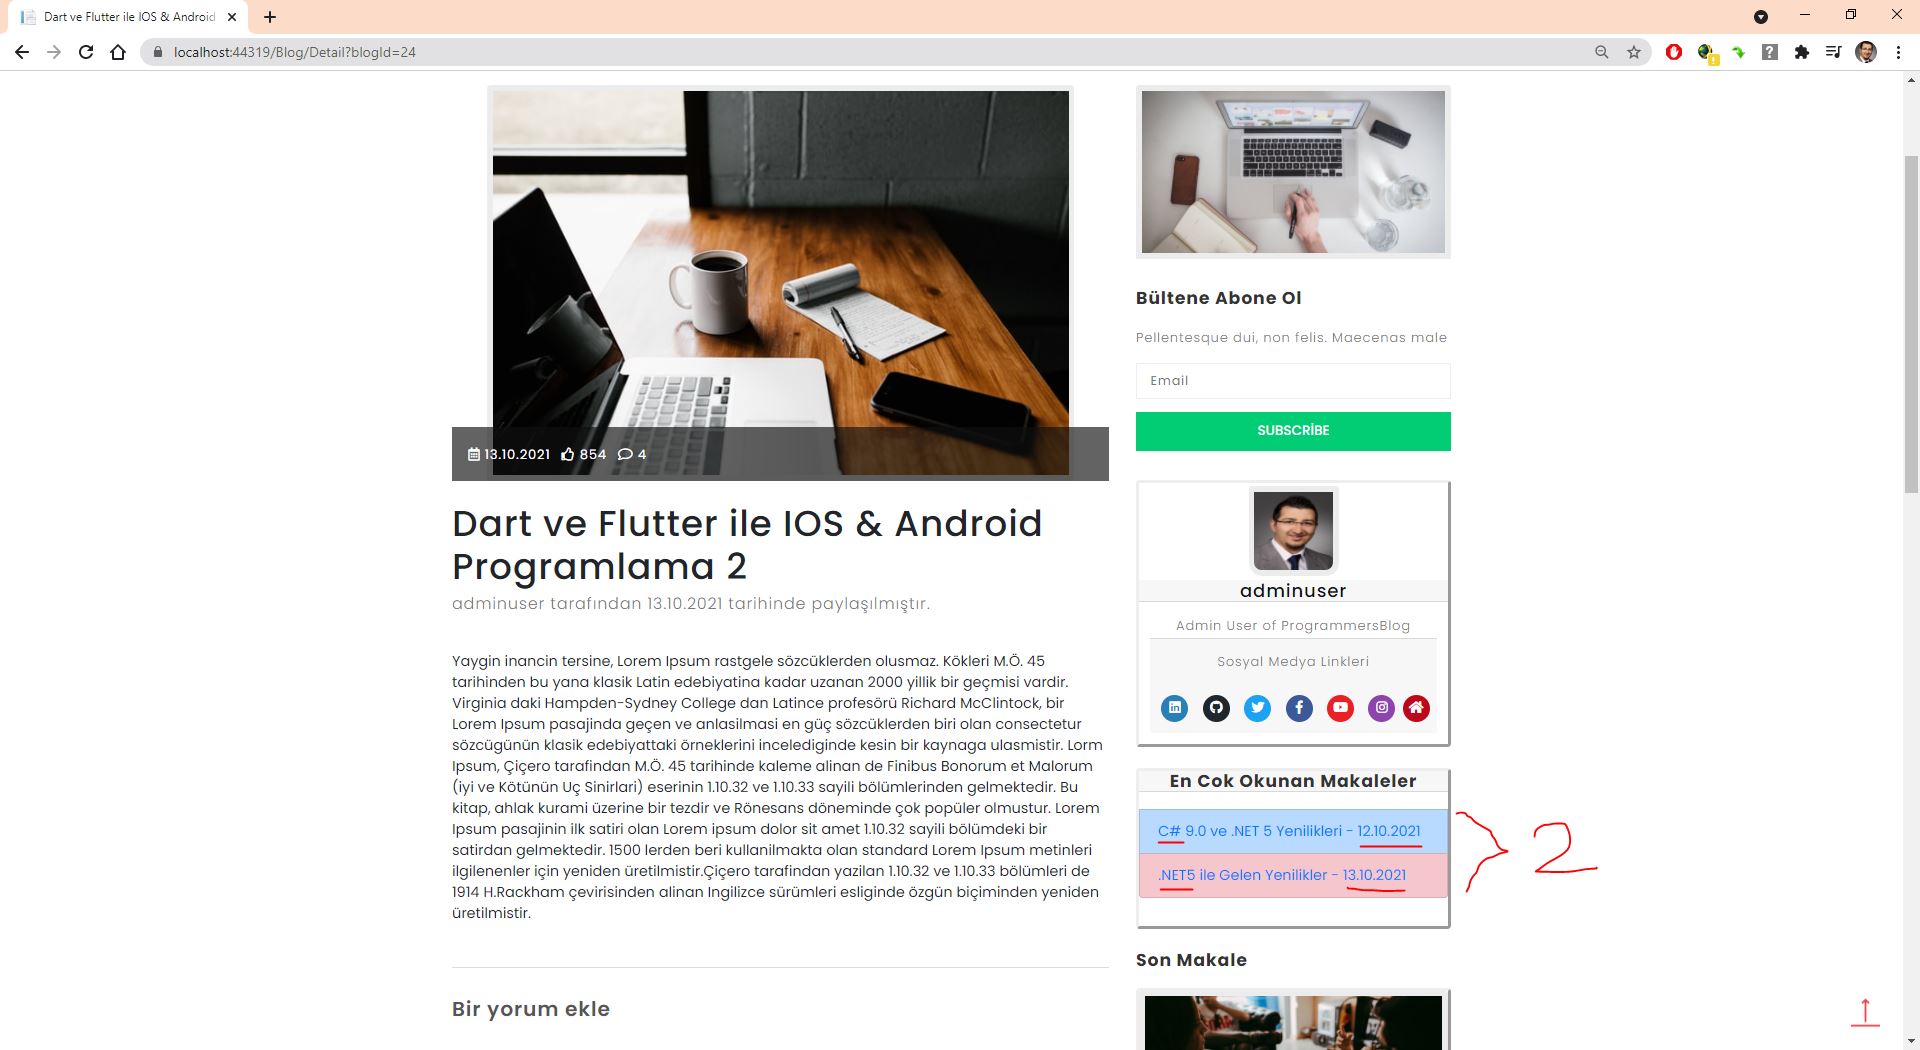 Dart ve Flutter ile IOS & Android
localhost:44319/Blog/Detail?blogId=24
13.10.2021 854 4
Dart ve Flutter ile IOS & Android
Programlama 2
adminuser tarafından 13.10.2021 tarihinde paylaşılmıştır.
Yaygin inancin tersine, Lorem Ipsum rastgele sözcüklerden olusmaz. Kökleri M.Ö. 45
tarihinden bu yana klasik Latin edebiyatina kadar uzanan 2000 yillik bir geçmisi vardir.
Virginia daki Hampden-Sydney College dan Latince profesörü Richard McClintock, bir
Lorem Ipsum pasajinda geçen ve anlasilmasi en güç sözcüklerden biri olan consectetur
sözcügünün klasik edebiyattaki örneklerini incelediginde kesin bir kaynaga ulasmistir. Lorm
Ipsum, Çiçero tarafindan M.Ö. 45 tarihinde kaleme alinan de Finibus Bonorum et Malorum
(iyi ve Kötünün Uç Sinirlari) eserinin 1.10.32 ve 1.10.33 sayili bölümlerinden gelmektedir. Bu
kitap, ahlak kurami üzerine bir tezdir ve Rönesans döneminde çok popüler olmustur. Lorem
Ipsum pasajinin ilk satiri olan Lorem ipsum dolor sit amet 1.10.32 sayili bölümdeki bir
satirdan gelmektedir. 1500 lerden beri kullanilmakta olan standard Lorem Ipsum metinleri
ilgilenenler için yeniden üretilmistir.Çiçero tarafindan yazilan 1.10.32 ve 1.10.33 bölümleri de
1914 H.Rackham çevirisinden alinan Ingilizce sürümleri esliginde özgün biçiminden yeniden
üretilmistir.
Bir yorum ekle
Bültene Abone Ol
Pellentesque dui, non felis. Maecenas male
Email
SUBSCRİBE
adminuser
Admin User of ProgrammersBlog
Sosyal Medya Linkleri
En Cok Okunan Makaleler
C# 9.0 ve .NET 5 Yenilikleri - 12.10.2021
.NET5 ile Gelen Yenilikler - 13.10.2021
2
Son Makale